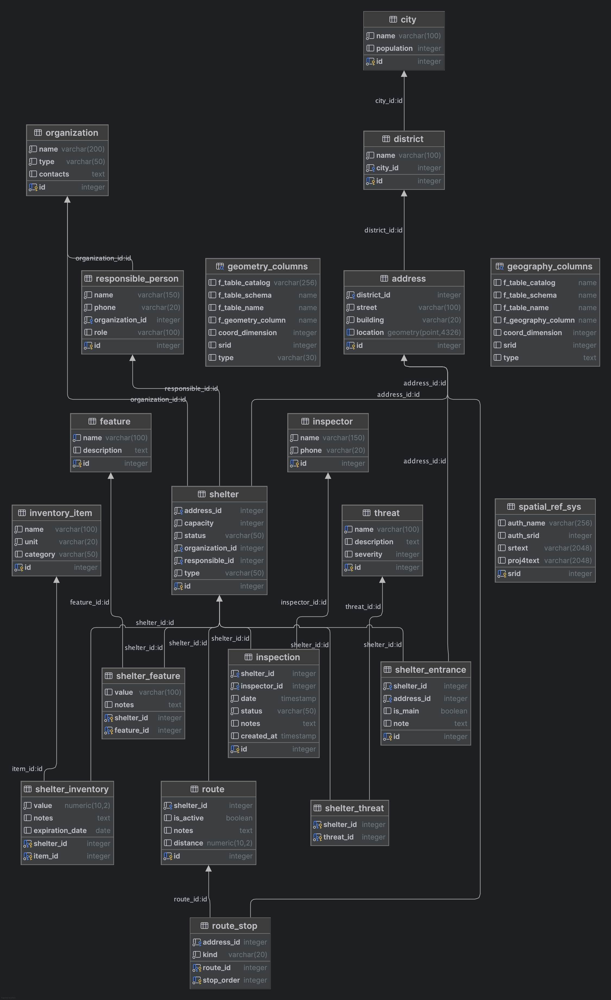 city
name varchar(100)
population integer
id integer
city_id:id
organization
name varchar(200)
type varchar(50)
contacts text
id integer
district
name varchar(100)
city_id integer
id integer
district_id:id
organization_id:id
responsible_person
name varchar(150)
phone varchar(20)
organization_id integer
role varchar(100)
id integer
geometry_columns
f_table_catalog varchar(256)
f_table_schema name
f_table_name name
f_geometry_column name
coord_dimension integer
srid integer
type varchar(30)
address
district_id integer
street varchar(100)
building varchar(20)
location geometry(point,4326)
id integer
geography_columns
f_table_catalog name
f_table_schema name
f_table_name name
f_geography_column name
coord_dimension integer
srid integer
type text
responsible_id:id
organization_id:id
address_id:id
address_id:id
feature
name varchar(100)
description text
id integer
inspector
name varchar(150)
phone varchar(20)
id integer
address_id:id
shelter
address_id integer
capacity integer
status varchar(50)
organization_id integer
responsible_id integer
type varchar(50)
id integer
inventory_item
name varchar(100)
unit varchar(20)
category varchar(50)
id integer
threat
name varchar(100)
description text
severity integer
id integer
spatial_ref_sys
auth_name varchar(256)
auth_srid integer
srtext varchar(2048)
proj4text varchar(2048)
srid integer
feature_id:id
inspector_id:id
threat_id:id
shelter_id:id
shelter_id:id
shelter_id:id
shelter_id:id
shelter_id:id
shelter_id:id
shelter_feature
value varchar(100)
notes text
shelter_id integer
feature_id integer
inspection
shelter_id integer
inspector_id integer
date timestamp
status varchar(50)
notes text
created_at timestamp
id integer
shelter_entrance
shelter_id integer
address_id integer
is_main boolean
note text
id integer
item_id:id
shelter_inventory
value numeric(10,2)
notes text
expiration_date date
shelter_id integer
item_id integer
route
shelter_id integer
is_active boolean
notes text
distance numeric(10,2)
id integer
shelter_threat
shelter_id integer
threat_id integer
route_id:id
route_stop
address_id integer
kind varchar(20)
route_id integer
stop_order integer